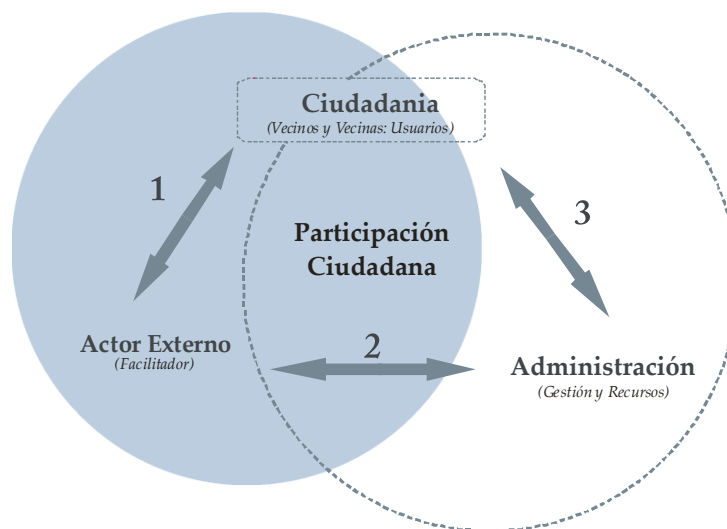 Ciudadania
(Vecinos y Vecinas: Usuarios)
1
3
Participación
Ciudadana
Actor Externo
(Facilitador)
2
Administración
(Gestión y Recursos)